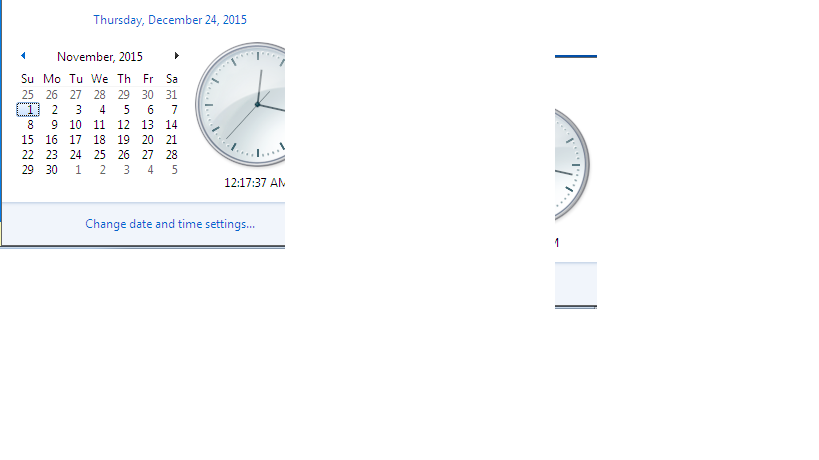 Thursday, December 24, 2015
November, 2015
Su Mo Tu We Th Fr Sa
25 26 27 28 29 30 31
1 2 3 4 5 6 7
8 9 10 11 12 13 14
15 16 17 18 19 20 21
22 23 24 25 26 27 28
29 30 1 2 3 4 5
12:17:37 AM
Change date and time settings...